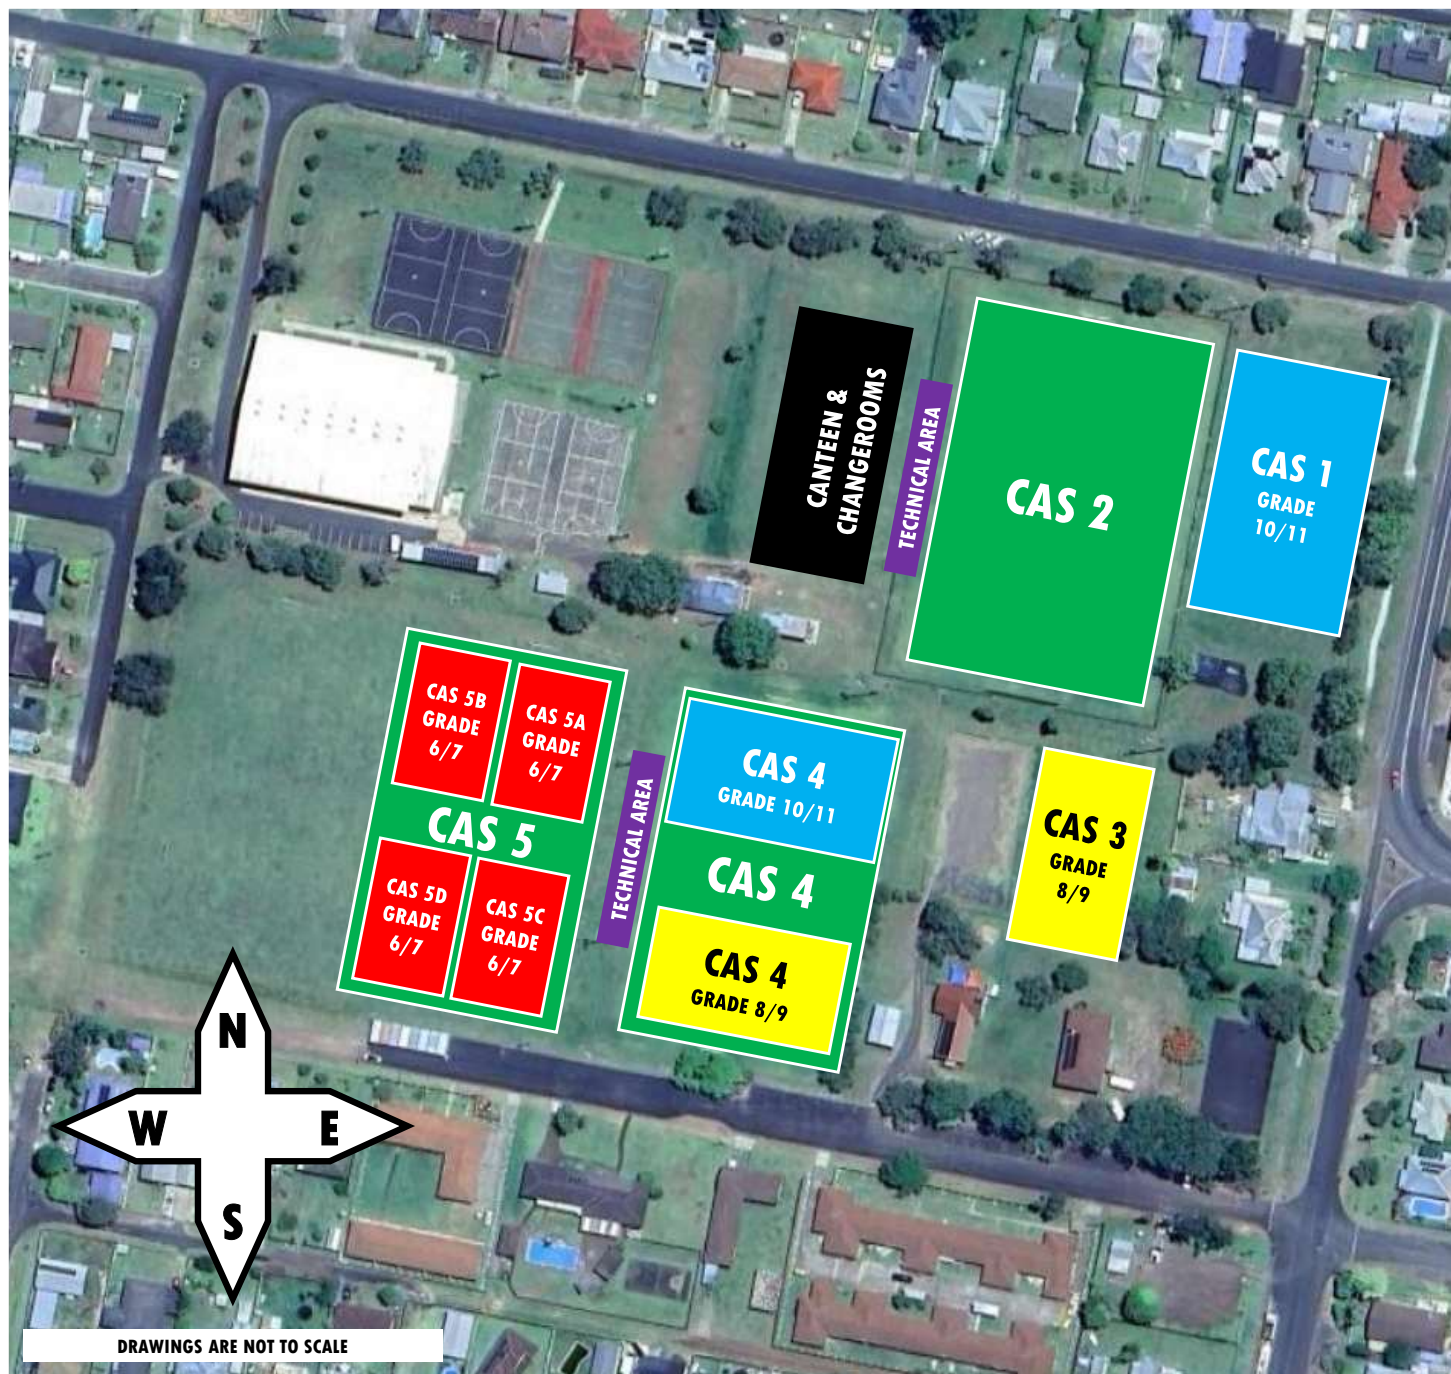 CANTEEN &
CHANGEROOMS
TECHNICAL AREA
CAS 2
CAS 1
GRADE
10/11
CAS 5B
GRADE
6/7
CAS 5A
GRADE
6/7
CAS 5
CAS 5D
GRADE
6/7
CAS 5C
GRADE
6/7
TECHNICAL AREA
CAS 4
GRADE 10/11
CAS 4
CAS 4
GRADE 8/9
CAS 3
GRADE
8/9
N
W E
S
DRAWINGS ARE NOT TO SCALE